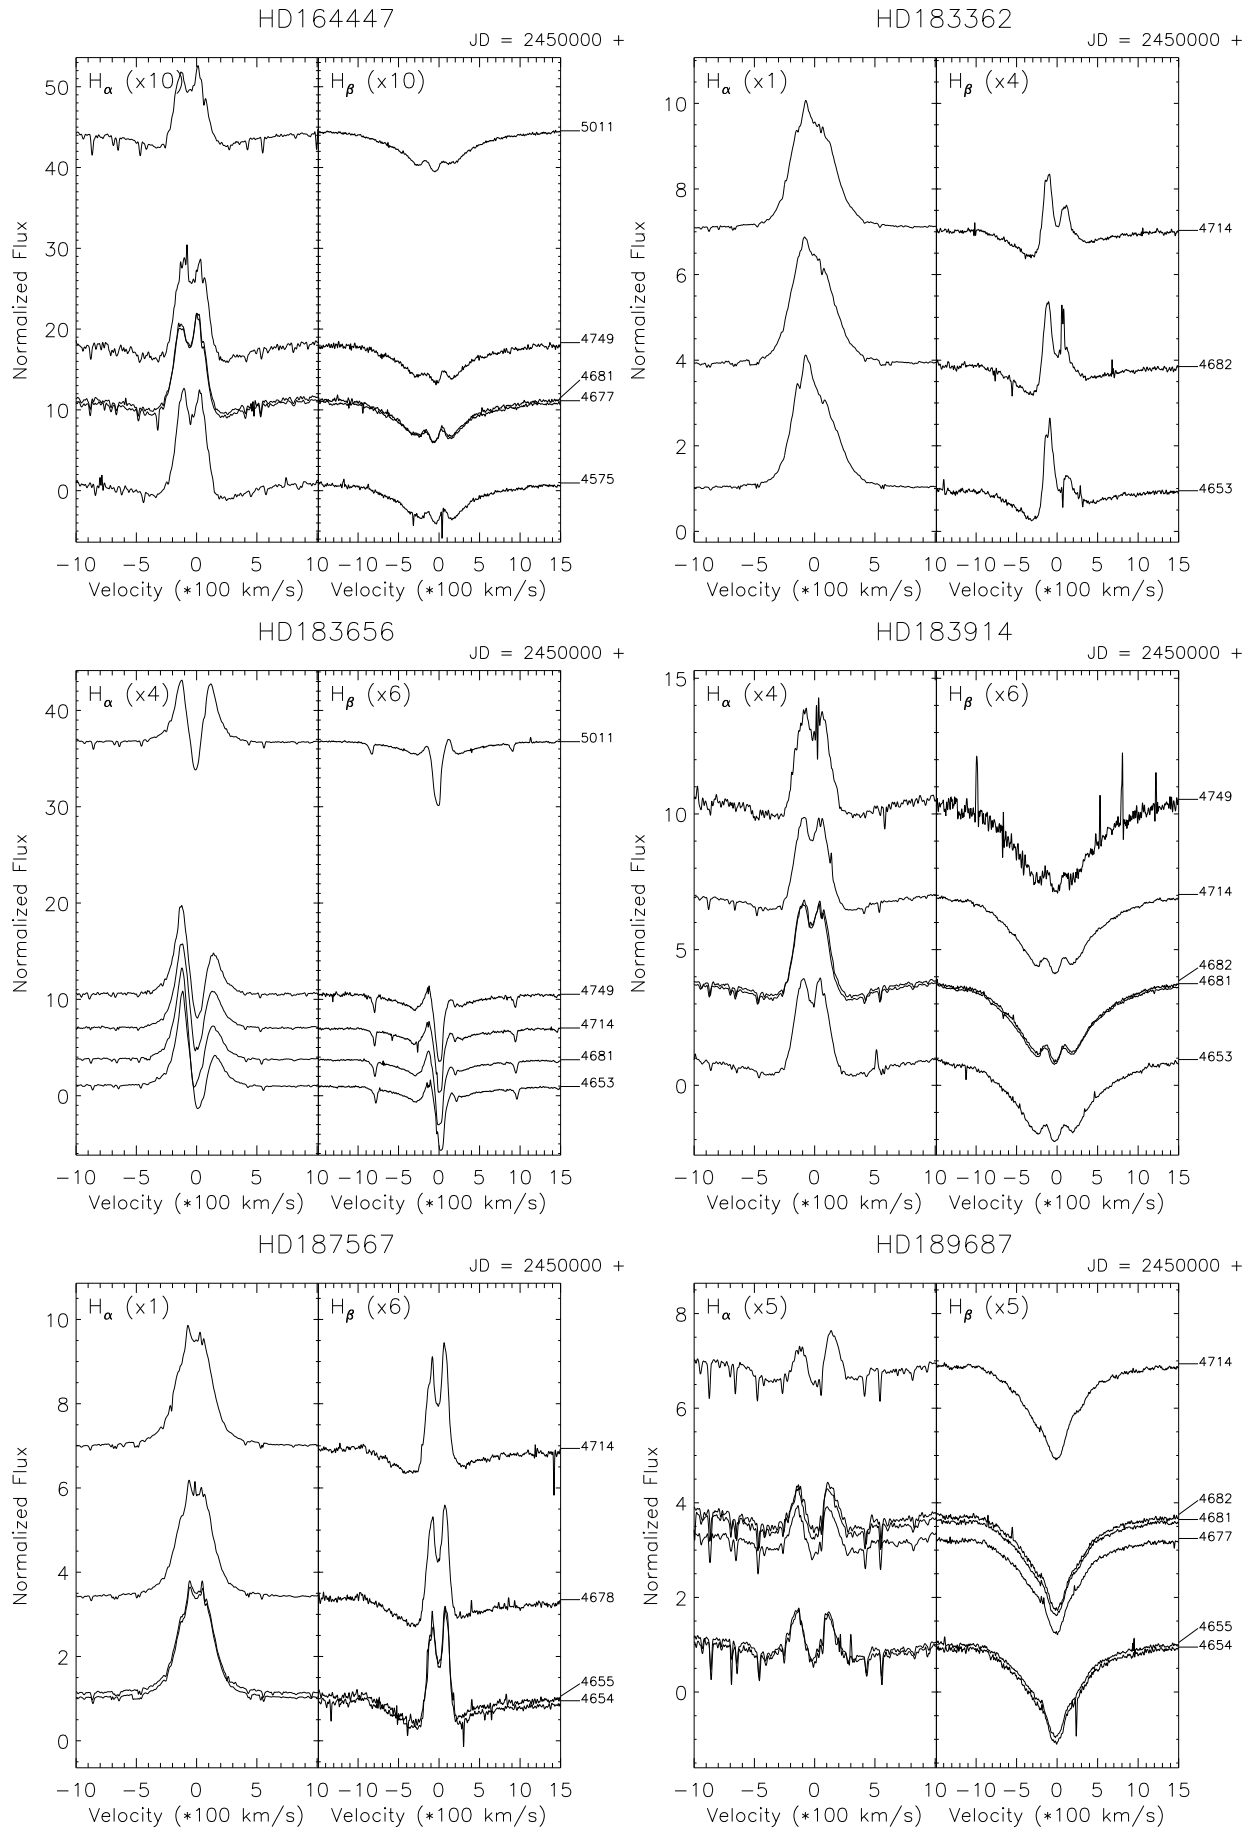 HD164447
JD = 2450000 +
Hα (x10)
Hβ (x10)
50
40
30
20
10
0
Normalized Flux
5011
4749
4681
4677
4575
−10 −5 0 5 10 −5 0 5 10 15
Velocity (*100 km/s) Velocity (*100 km/s)
HD183362
JD = 2450000 +
Hα (x1)
Hβ (x4)
10
8
6
4
2
0
Normalized Flux
4714
4682
4653
−10 −5 0 5 10 −5 0 5 10 15
Velocity (*100 km/s) Velocity (*100 km/s)
HD183656
JD = 2450000 +
Hα (x4)
Hβ (x6)
40
30
20
10
0
Normalized Flux
5011
4749
4714
4681
4653
−10 −5 0 5 10 −5 0 5 10 15
Velocity (*100 km/s) Velocity (*100 km/s)
HD183914
JD = 2450000 +
Hα (x4)
Hβ (x6)
15
10
5
0
Normalized Flux
4749
4714
4682
4681
4653
−10 −5 0 5 10 −5 0 5 10 15
Velocity (*100 km/s) Velocity (*100 km/s)
HD187567
JD = 2450000 +
Hα (x1)
Hβ (x6)
10
8
6
4
2
0
Normalized Flux
4714
4678
4655
4654
−10 −5 0 5 10 −5 0 5 10 15
Velocity (*100 km/s) Velocity (*100 km/s)
HD189687
JD = 2450000 +
Hα (x5)
Hβ (x5)
8
6
4
2
0
Normalized Flux
4714
4682
4681
4677
4655
4654
−10 −5 0 5 10 −5 0 5 10 15
Velocity (*100 km/s) Velocity (*100 km/s)